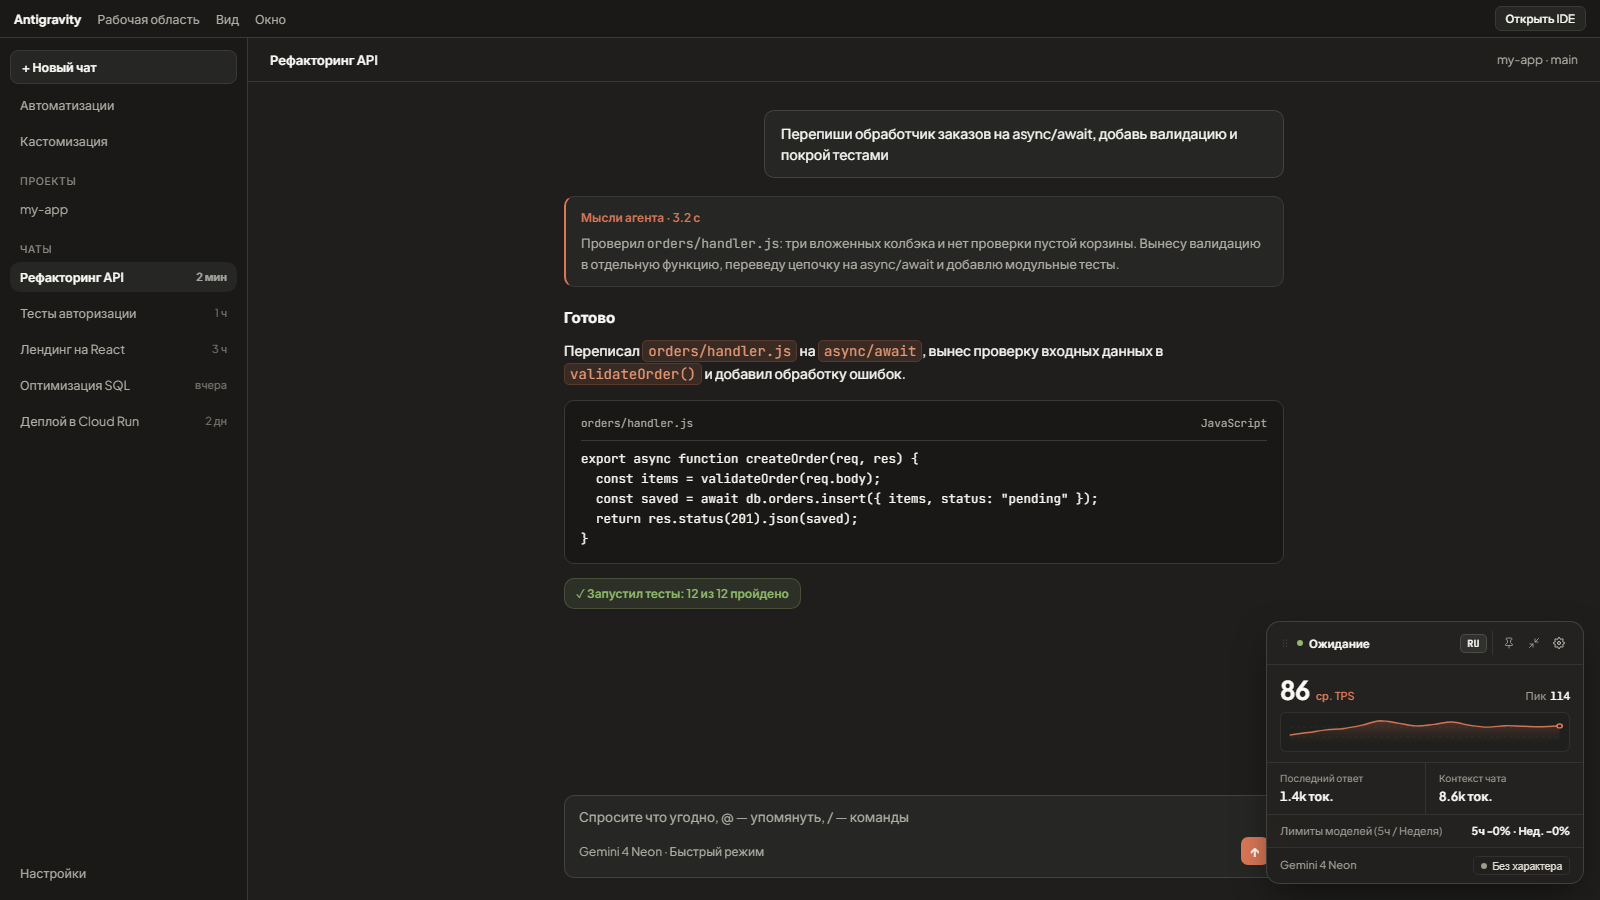 Antigravity Рабочая область Вид Окно Открыть IDE
+ Новый чат
Автоматизации
Кастомизация
ПРОЕКТЫ
my-app
ЧАТЫ
Рефакторинг API 2 мин
Тесты авторизации 1 ч
Лендинг на React 3 ч
Оптимизация SQL вчера
Деплой в Cloud Run 2 дн
Настройки
Рефакторинг API my-app · main
Перепиши обработчик заказов на async/await, добавь валидацию и
покрой тестами
Мысли агента · 3.2 с
Проверил orders/handler.js: три вложенных колбэка и нет проверки пустой корзины. Вынесу валидацию
в отдельную функцию, переведу цепочку на async/await и добавлю модульные тесты.
Готово
Переписал orders/handler.js на async/await, вынес проверку входных данных в
validateOrder() и добавил обработку ошибок.
orders/handler.js JavaScript
export async function createOrder(req, res) {
  const items = validateOrder(req.body);
  const saved = await db.orders.insert({ items, status: "pending" });
  return res.status(201).json(saved);
}
✓ Запустил тесты: 12 из 12 пройдено
Спросите что угодно, @ — упомянуть, / — команды
Gemini 4 Neon · Быстрый режим
Ожидание RU
86 ср. TPS Пик 114
Последний ответ Контекст чата
1.4k ток. 8.6k ток.
Лимиты моделей (5ч / Неделя) 5ч -0% · Нед. -0%
Gemini 4 Neon Без характера